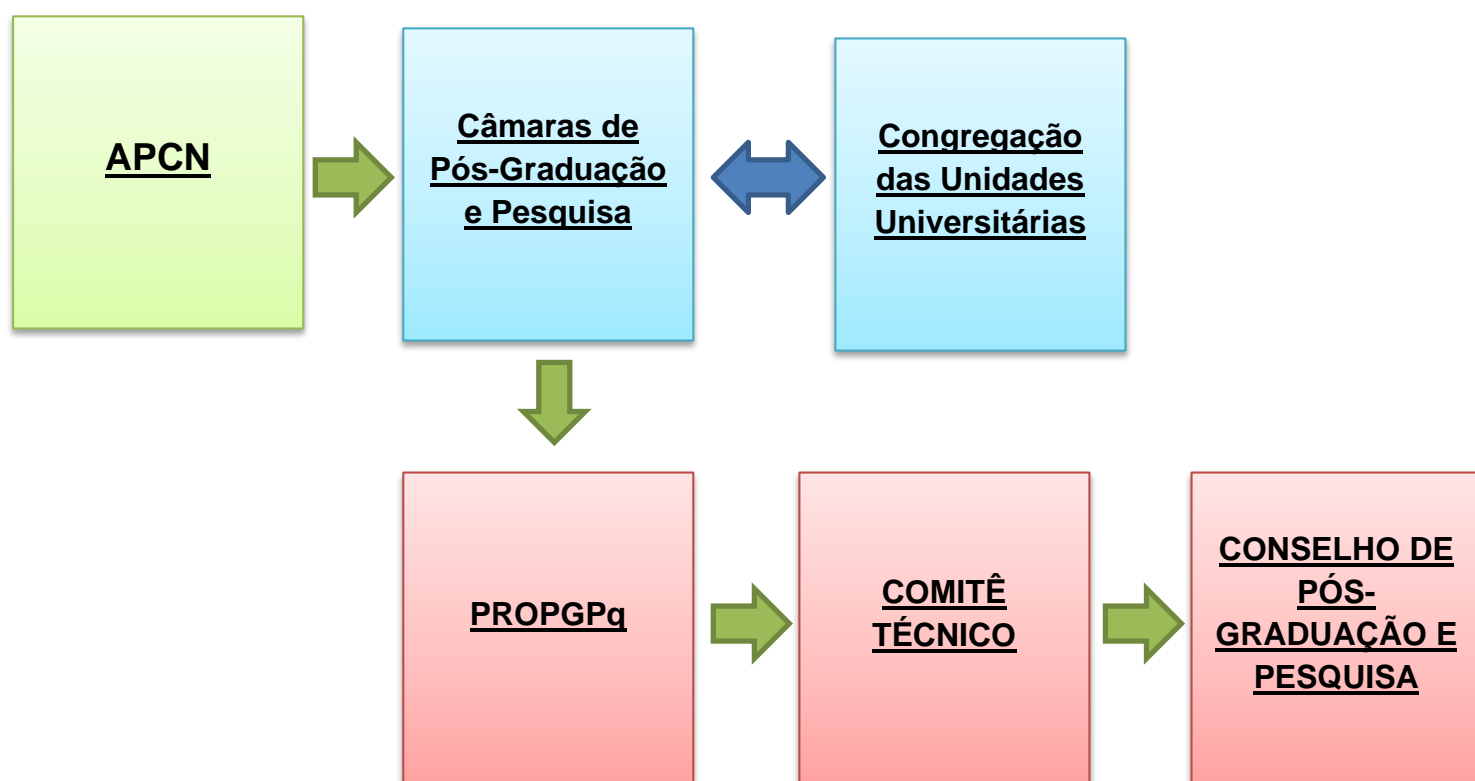 APCN
Câmaras de
Pós-Graduação
e Pesquisa
Congregação
das Unidades
Universitárias
PROPGPq
COMITÊ
TÉCNICO
CONSELHO DE
PÓS-
GRADUAÇÃO E
PESQUISA